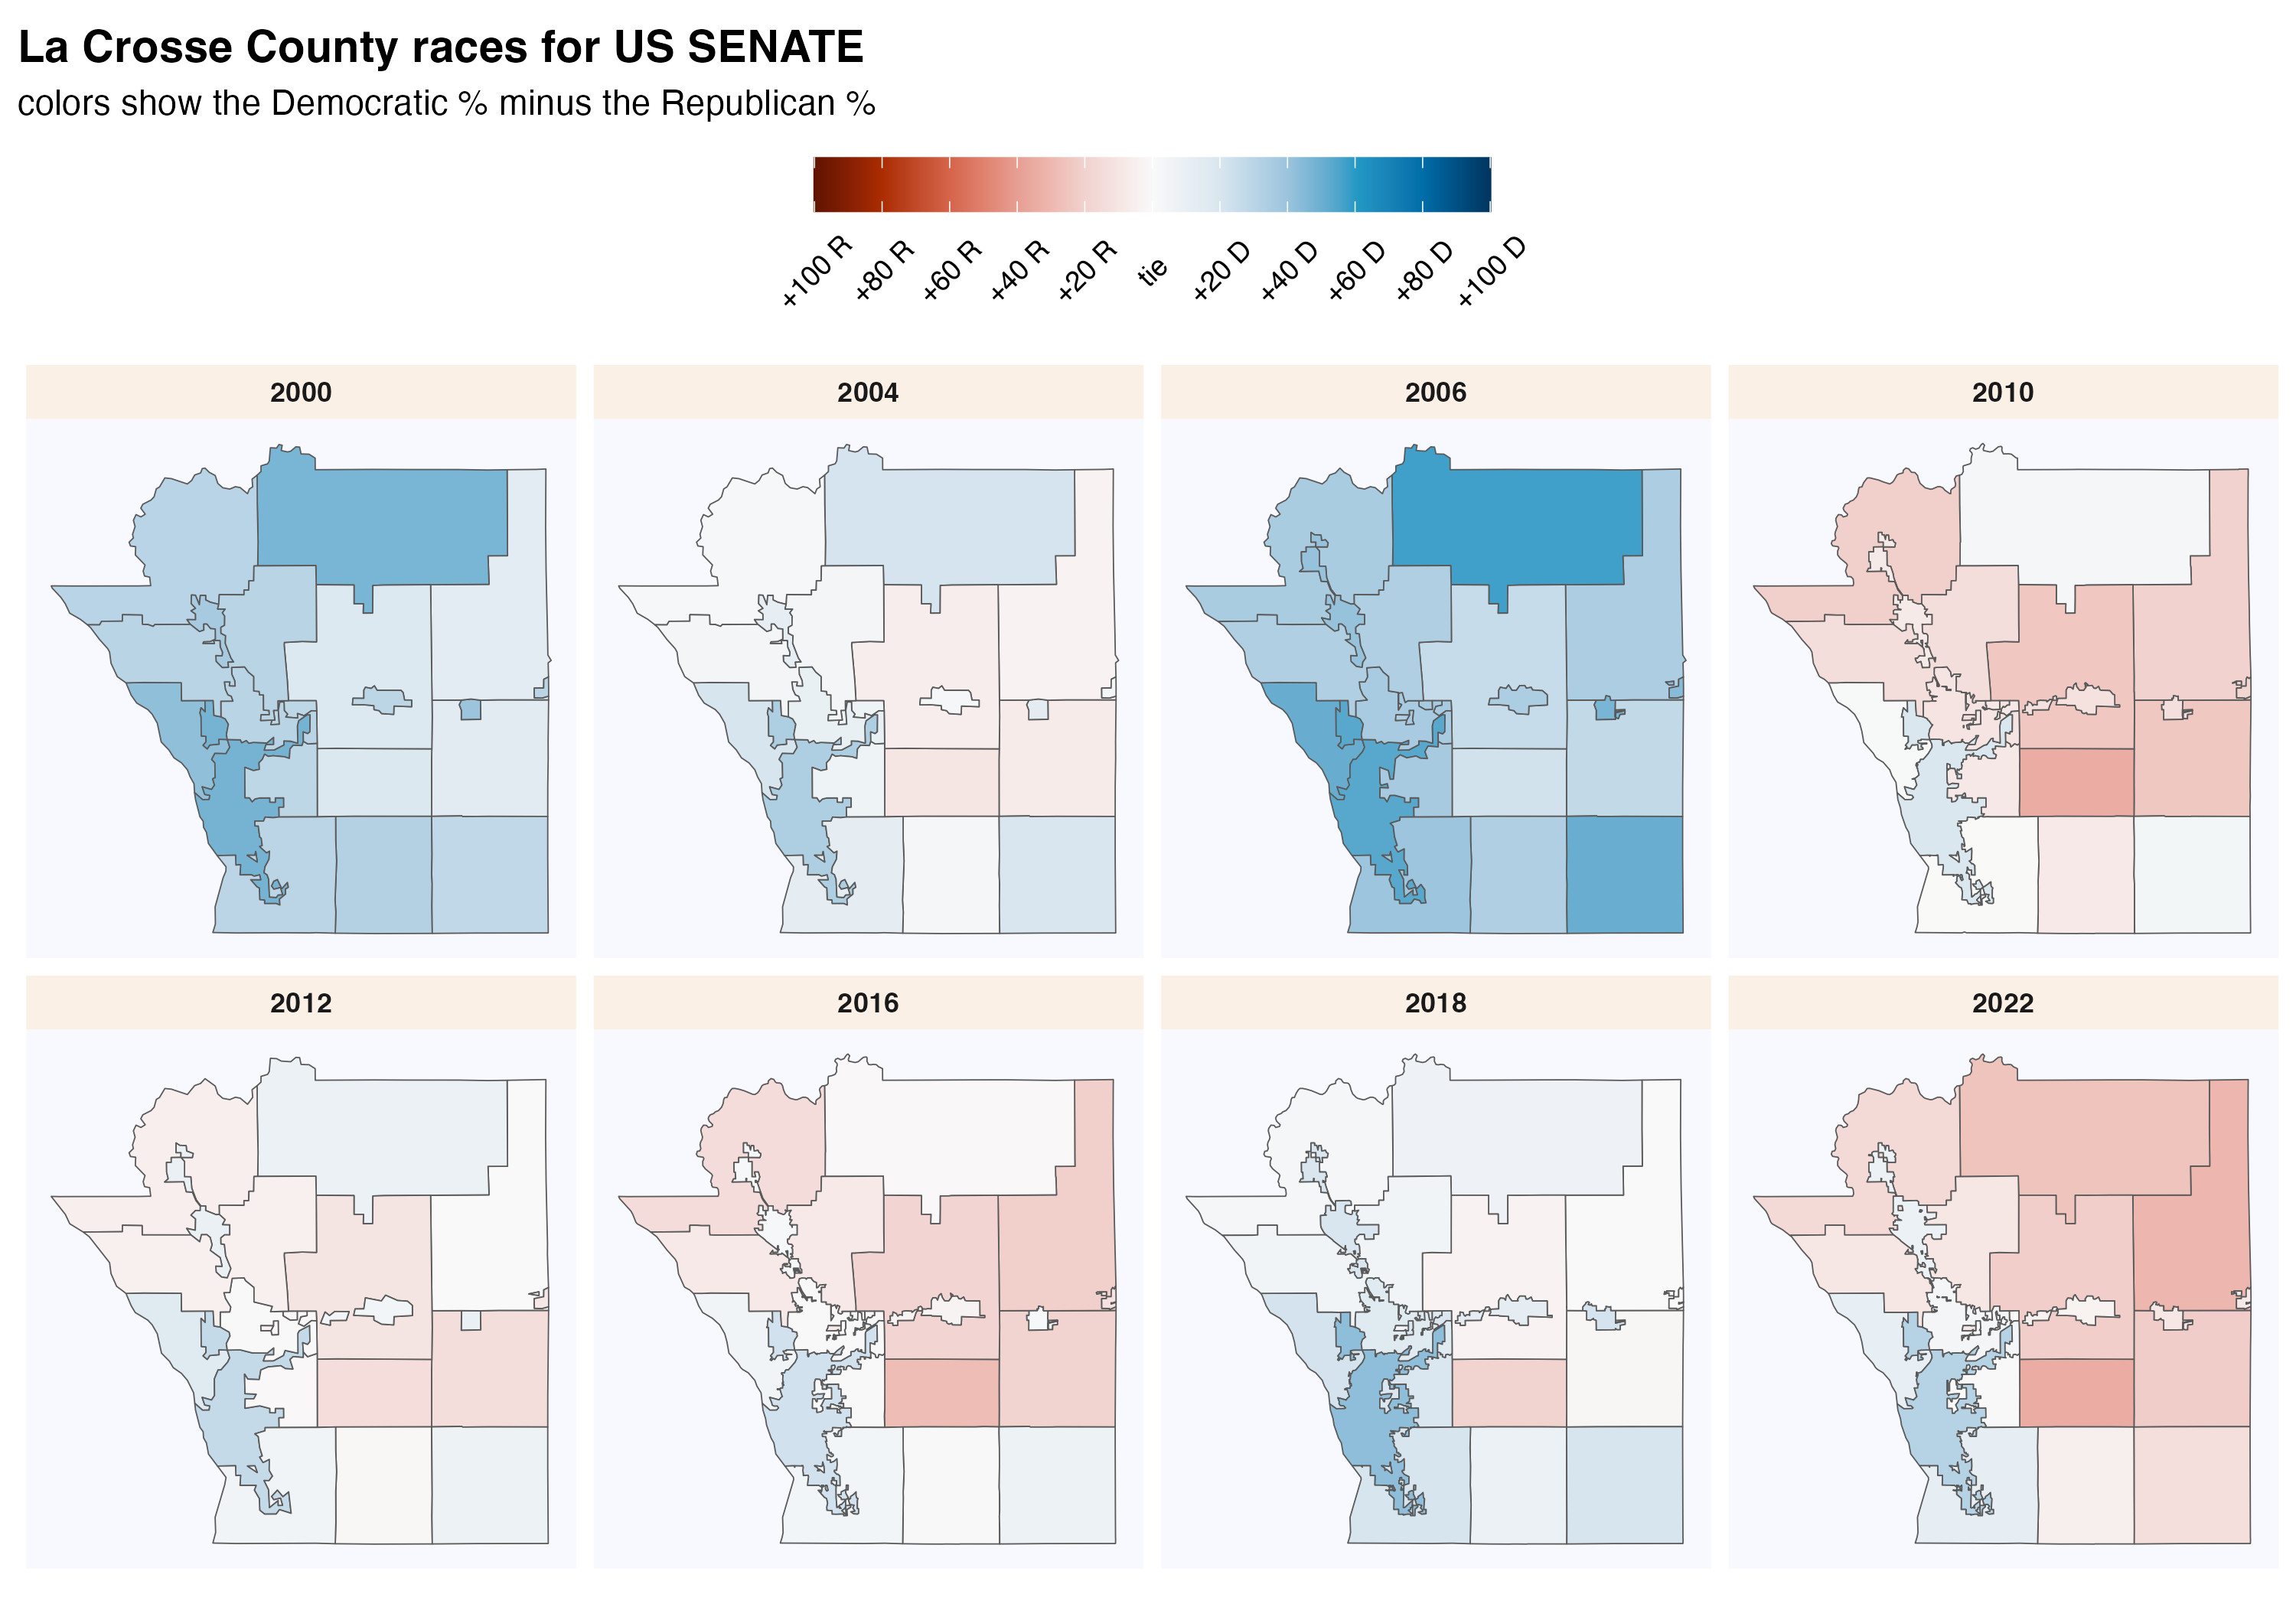 La Crosse County races for US SENATE
colors show the Democratic % minus the Republican %
+100 R
+80 R
+60 R
+40 R
+20 R
tie
+20 D
+40 D
+60 D
+80 D
+100 D
2000
2004
2006
2010
2012
2016
2018
2022